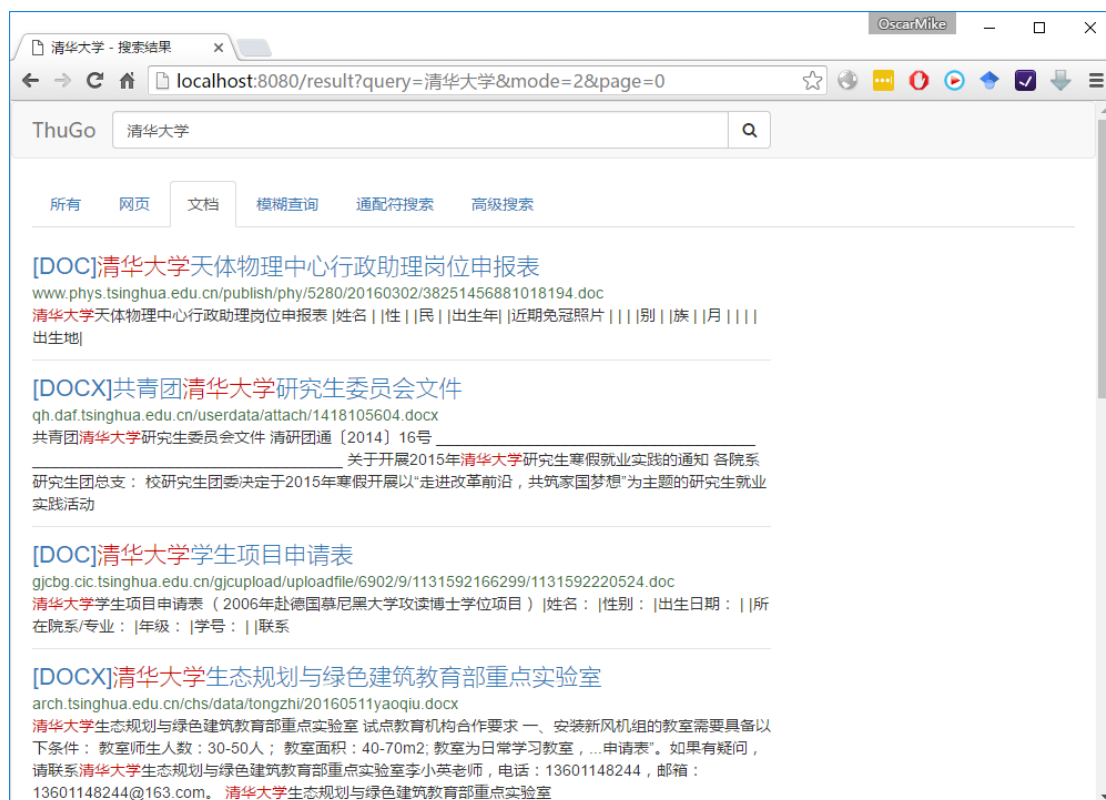 OscarMike
清华大学 - 搜索结果
localhost:8080/result?query=清华大学&mode=2&page=0
ThuGo 清华大学
所有 网页 文档 模糊查询 通配符搜索 高级搜索
[DOC]清华大学天体物理中心行政助理岗位申报表
www.phys.tsinghua.edu.cn/publish/phy/5280/20160302/38251456881018194.doc
清华大学天体物理中心行政助理岗位申报表 |姓名 | |性 | |民 | |出生年| |近期免冠照片 | | | |别 | |族 | |月 | | | |
出生地|
[DOCX]共青团清华大学研究生委员会文件
qh.daf.tsinghua.edu.cn/userdata/attach/1418105604.docx
共青团清华大学研究生委员会文件 清研团通〔2014〕16号 ________________________________________
_______________________________________ 关于开展2015年清华大学研究生寒假就业实践的通知 各院系
研究生团总支： 校研究生团委决定于2015年寒假开展以“走进改革前沿，共筑家国梦想”为主题的研究生就业
实践活动
[DOC]清华大学学生项目申请表
gjcbg.cic.tsinghua.edu.cn/gjcupload/uploadfile/6902/9/1131592166299/1131592220524.doc
清华大学学生项目申请表 （ 2006年赴德国慕尼黑大学攻读博士学位项目 ） |姓名： |性别： |出生日期： | |所
在院系/专业： |年级： |学号： | |联系
[DOCX]清华大学生态规划与绿色建筑教育部重点实验室
arch.tsinghua.edu.cn/chs/data/tongzhi/20160511yaoqiu.docx
清华大学生态规划与绿色建筑教育部重点实验室 试点教育机构合作要求 一、安装新风机组的教室需要具备以
下条件： 教室师生人数：30-50人； 教室面积：40-70m2; 教室为日常学习教室，...申请表”。如果有疑问，
请联系清华大学生态规划与绿色建筑教育部重点实验室李小英老师，电话：13601148244，邮箱：
13601148244@163.com。 清华大学生态规划与绿色建筑教育部重点实验室